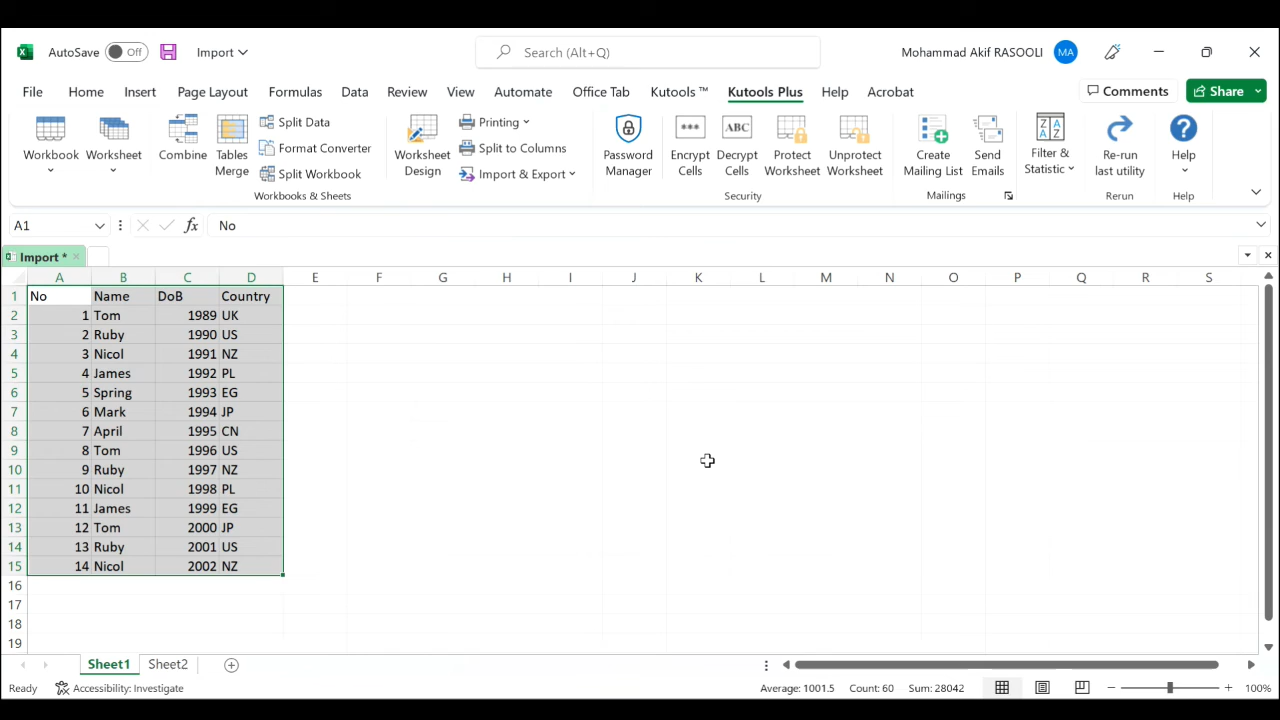 AutoSave Off Import Search (Alt+Q) Mohammad Akif RASOOLI MA
File Home Insert Page Layout Formulas Data Review View Automate Office Tab Kutools ™ Kutools Plus Help Acrobat Comments Share
Workbook Worksheet Combine Tables Merge Split Data Format Converter Split Workbook Worksheet Design Printing Split to Columns Import & Export Password Manager Encrypt Cells Decrypt Cells Protect Worksheet Unprotect Worksheet Create Mailing List Send Emails Filter & Statistic Re-run last utility Help
Workbooks & Sheets Security Mailings Rerun Help
A1 fx No
Import *
A B C D E F G H I J K L M N O P Q R S
1 No Name DoB Country
2 1 Tom 1989 UK
3 2 Ruby 1990 US
4 3 Nicol 1991 NZ
5 4 James 1992 PL
6 5 Spring 1993 EG
7 6 Mark 1994 JP
8 7 April 1995 CN
9 8 Tom 1996 US
10 9 Ruby 1997 NZ
11 10 Nicol 1998 PL
12 11 James 1999 EG
13 12 Tom 2000 JP
14 13 Ruby 2001 US
15 14 Nicol 2002 NZ
16
17
18
19
Sheet1 Sheet2
Ready Accessibility: Investigate Average: 1001.5 Count: 60 Sum: 28042 100%